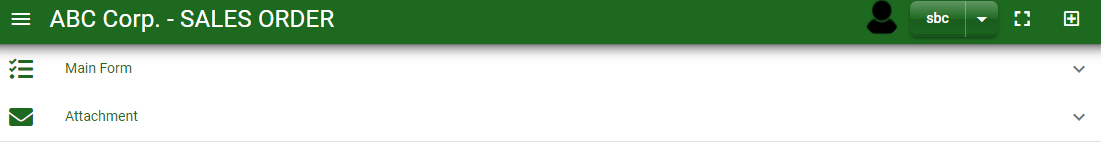 ABC Corp. - SALES ORDER
sbc
Main Form
Attachment